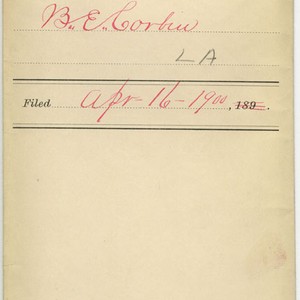 B. E. Corbin
LA
Filed Apr 16 - 1900, 189 .